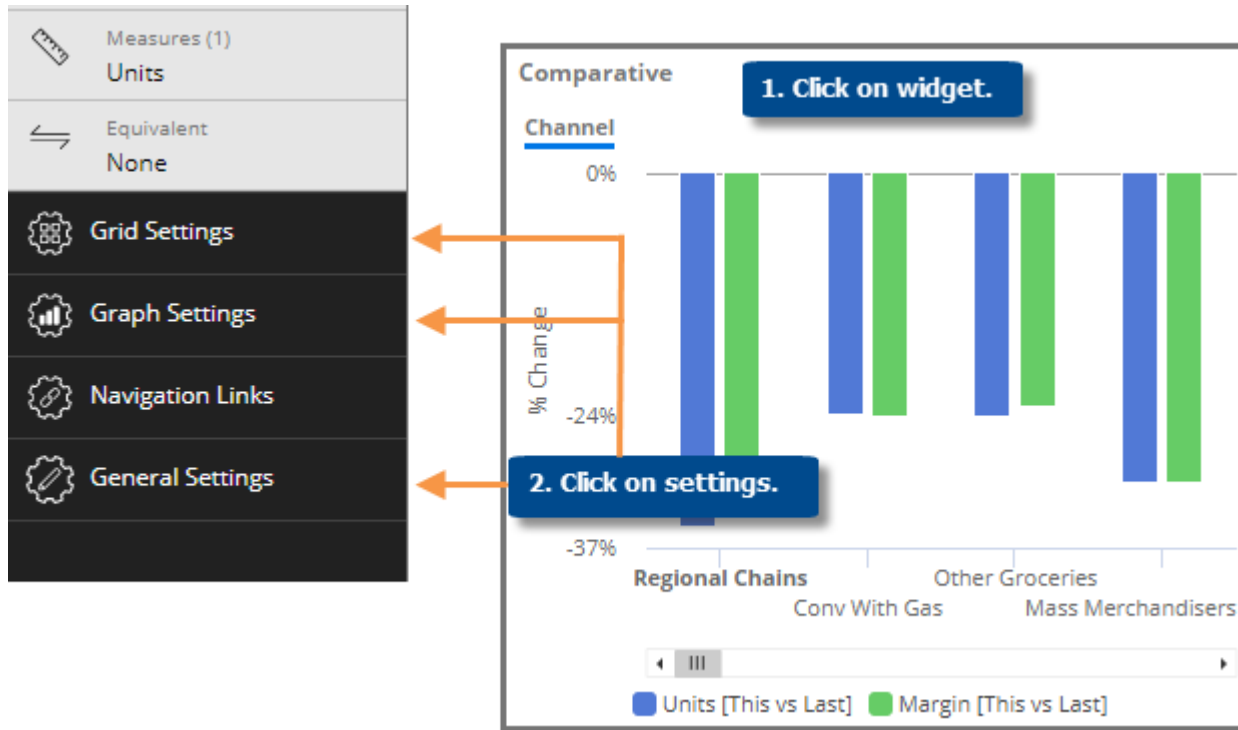 Measures (1)
Units
Equivalent
None
Grid Settings
Graph Settings
Navigation Links
General Settings
Comparative
1. Click on widget.
Channel
0%
% Change
-24%
2. Click on settings.
-37%
Regional Chains
Other Groceries
Conv With Gas
Mass Merchandisers
Units [This vs Last]
Margin [This vs Last]